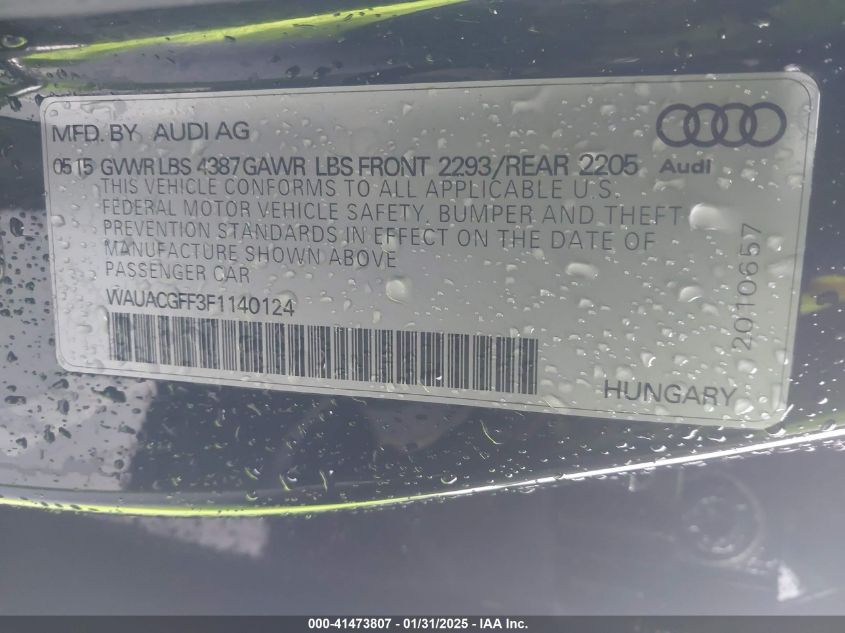 MFD. BY AUDI AG
Audi
05 15 GVWR LBS 4387 GAWR LBS FRONT 2293/REAR 2205
THIS VEHICLE CONFORMS TO ALL APPLICABLE U.S.
FEDERAL MOTOR VEHICLE SAFETY, BUMPER AND THEFT
PREVENTION STANDARDS IN EFFECT ON THE DATE OF
MANUFACTURE SHOWN ABOVE
PASSENGER CAR
WAUACGFF3F1140124
HUNGARY
2010657
000-41473807 - 01/31/2025 - IAA Inc.